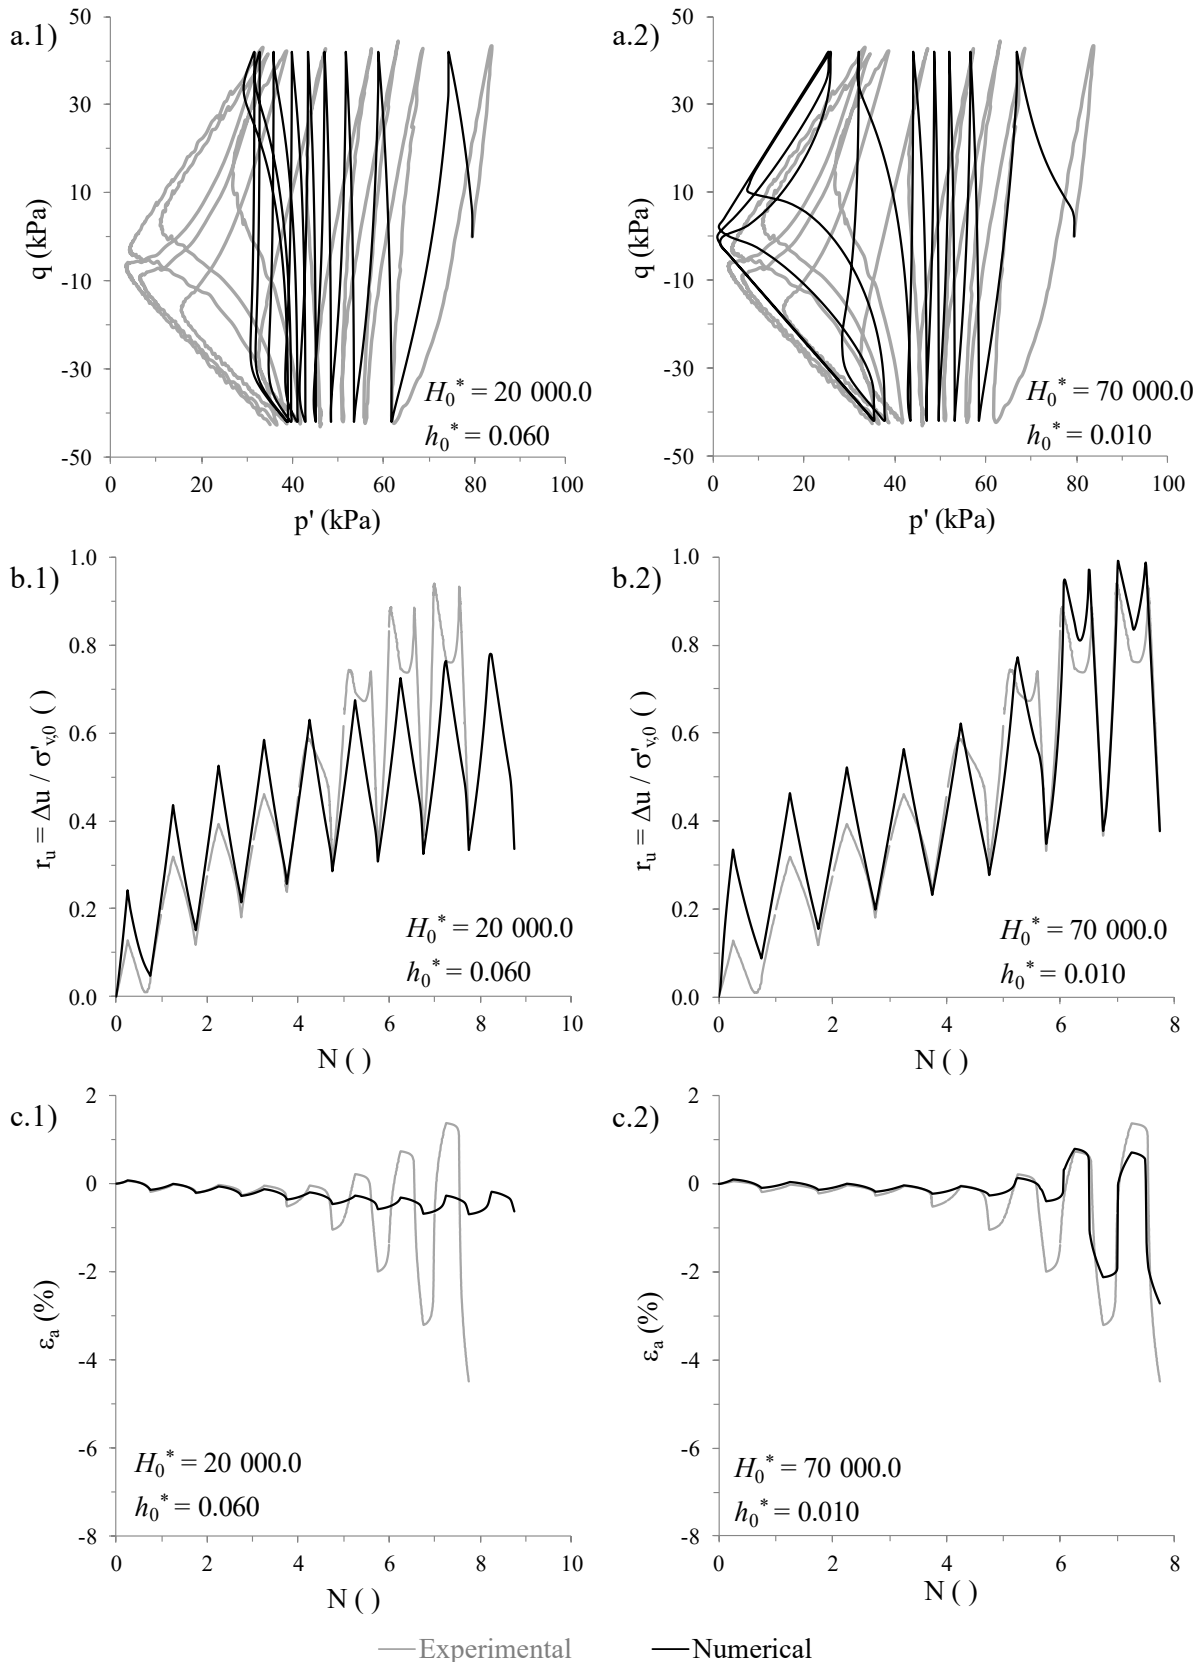 a.1)
50
30
10
-10
-30
-50
q (kPa)
H0* = 20 000.0
h0* = 0.060
0 20 40 60 80 100
p' (kPa)
a.2)
50
30
10
-10
-30
-50
q (kPa)
H0* = 70 000.0
h0* = 0.010
0 20 40 60 80 100
p' (kPa)
b.1)
1.0
0.8
0.6
0.4
0.2
0.0
ru = Δu / σ'v,0 ( )
H0* = 20 000.0
h0* = 0.060
0 2 4 6 8 10
N ( )
b.2)
1.0
0.8
0.6
0.4
0.2
0.0
ru = Δu / σ'v,0 ( )
H0* = 70 000.0
h0* = 0.010
0 2 4 6 8
N ( )
c.1)
2
0
-2
-4
-6
-8
εa (%)
H0* = 20 000.0
h0* = 0.060
0 2 4 6 8 10
N ( )
c.2)
2
0
-2
-4
-6
-8
εa (%)
H0* = 70 000.0
h0* = 0.010
0 2 4 6 8
N ( )
Experimental Numerical